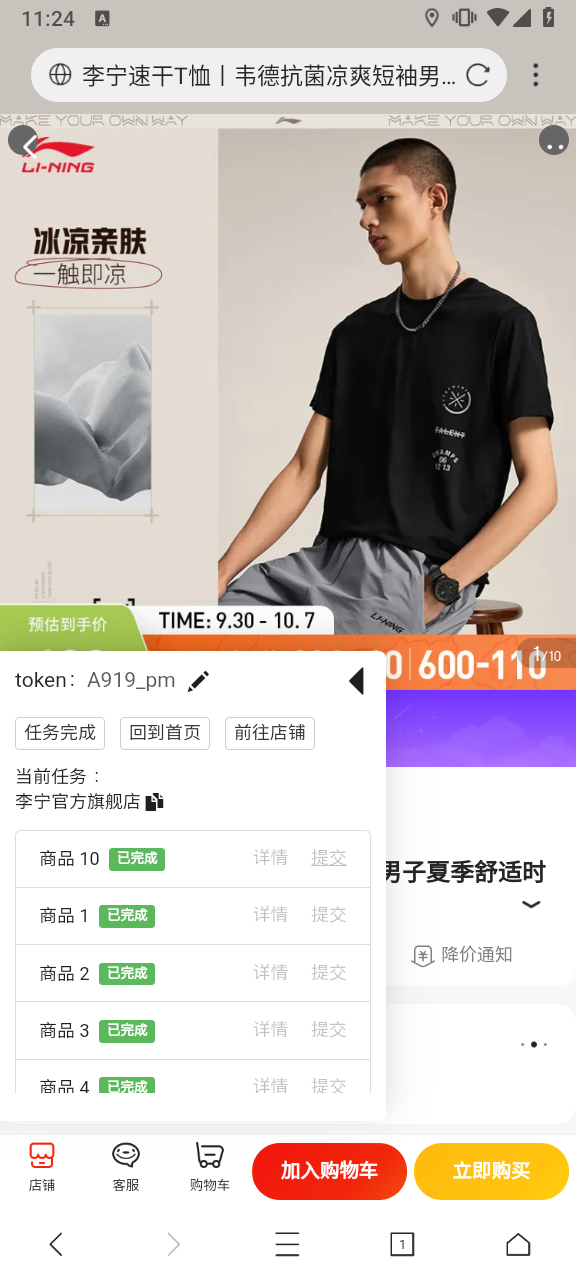 11:24
A
李宁速干T恤丨韦德抗菌凉爽短袖男...
MAKE YOUR OWN WAY
MAKE YOUR OWN WAY
LI-NING
冰凉亲肤
一触即凉
TALENT
CHAMPS
06
12 13
LI-NING
预估到手价
TIME: 9.30 - 10. 7
600-110
1/10
token： A919_pm
任务完成 回到首页 前往店铺
当前任务：
李宁官方旗舰店
商品 10 已完成 详情 提交
商品 1 已完成 详情 提交
商品 2 已完成 详情 提交
商品 3 已完成 详情 提交
商品 4 已完成 详情 提交
男子夏季舒适时
降价通知
店铺 客服 购物车 加入购物车 立即购买
1